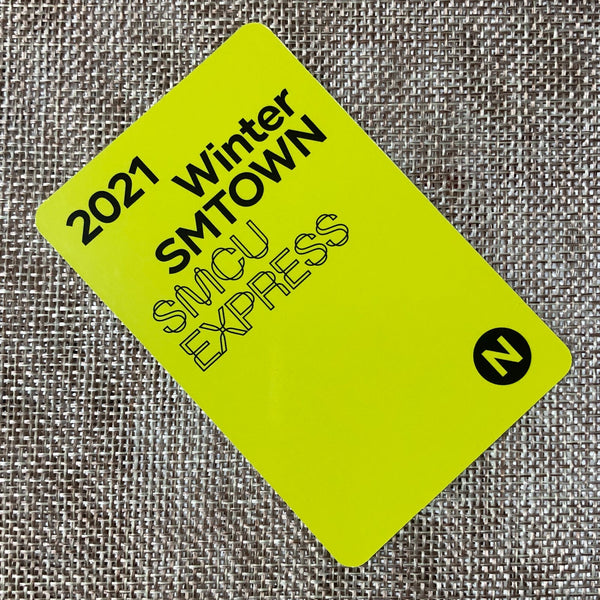 2021 Winter
SMTOWN
SMCU
EXPRESS
N